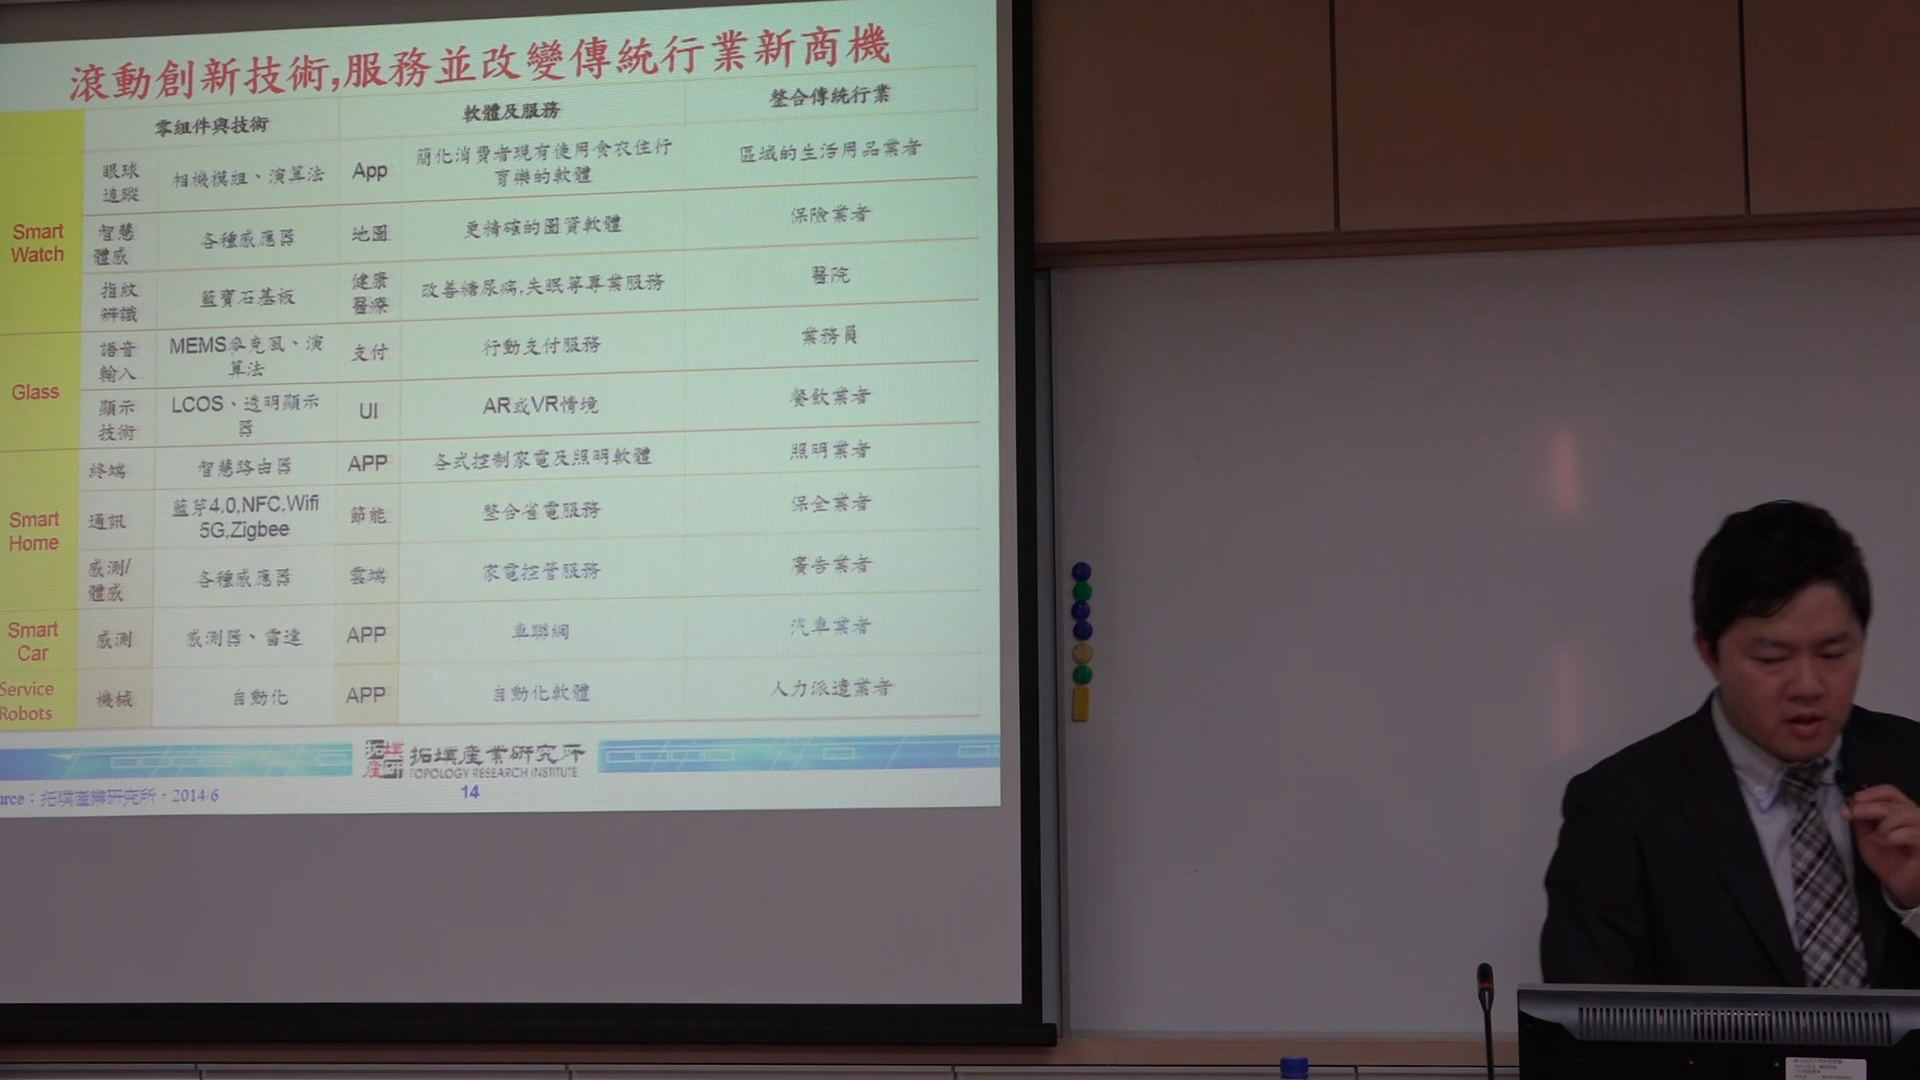 滾動創新技術,服務並改變傳統行業新商機
零組件與技術
軟體及服務
整合傳統行業
Smart
Watch
眼球
追蹤
相機模組、演算法
App
簡化消費者現有使用食衣住行
育樂的軟體
區域的生活用品業者
智慧
體感
各種感應器
地圖
更精確的圖資軟體
保險業者
指紋
辨識
藍寶石基板
健康
醫療
改善糖尿病,失眠等專業服務
醫院
Glass
語音
輸入
MEMS麥克風、演
算法
支付
行動支付服務
業務員
顯示
技術
LCOS、透明顯示
器
UI
AR或VR情境
餐飲業者
Smart
Home
終端
智慧路由器
APP
各式控制家電及照明軟體
照明業者
通訊
藍芽4.0,NFC,Wifi
5G,Zigbee
節能
整合省電服務
保全業者
感測/
體感
各種感應器
雲端
家電控管服務
廣告業者
Smart
Car
感測
感測器、雷達
APP
車聯網
汽車業者
Service
Robots
機械
自動化
APP
自動化軟體
人力派遣業者
拓墣產研
拓墣產業研究所
TOPOLOGY RESEARCH INSTITUTE
urce：拓墣產業研究所，2014/6
14